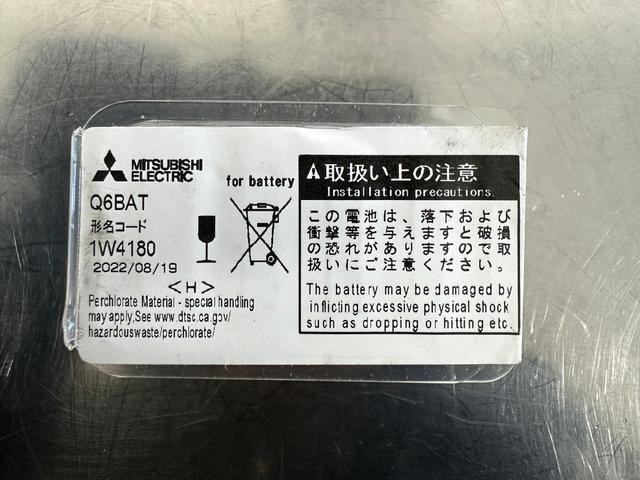 MITSUBISHI
ELECTRIC
Q6BAT
形名コード
1W4180
2022/08/19
<H>
for battery
Perchlorate Material - special handling
may apply,See www.dtsc.ca.gov/
hazardouswaste/perchlorate/
取扱い上の注意
Installation precautions.
この電池は、落下および
衝撃等を与えますと破損
の恐れがありますので取
扱いにご注意ください。
The battery may be damaged by
inflicting excessive physical shock
such as dropping or hitting etc.